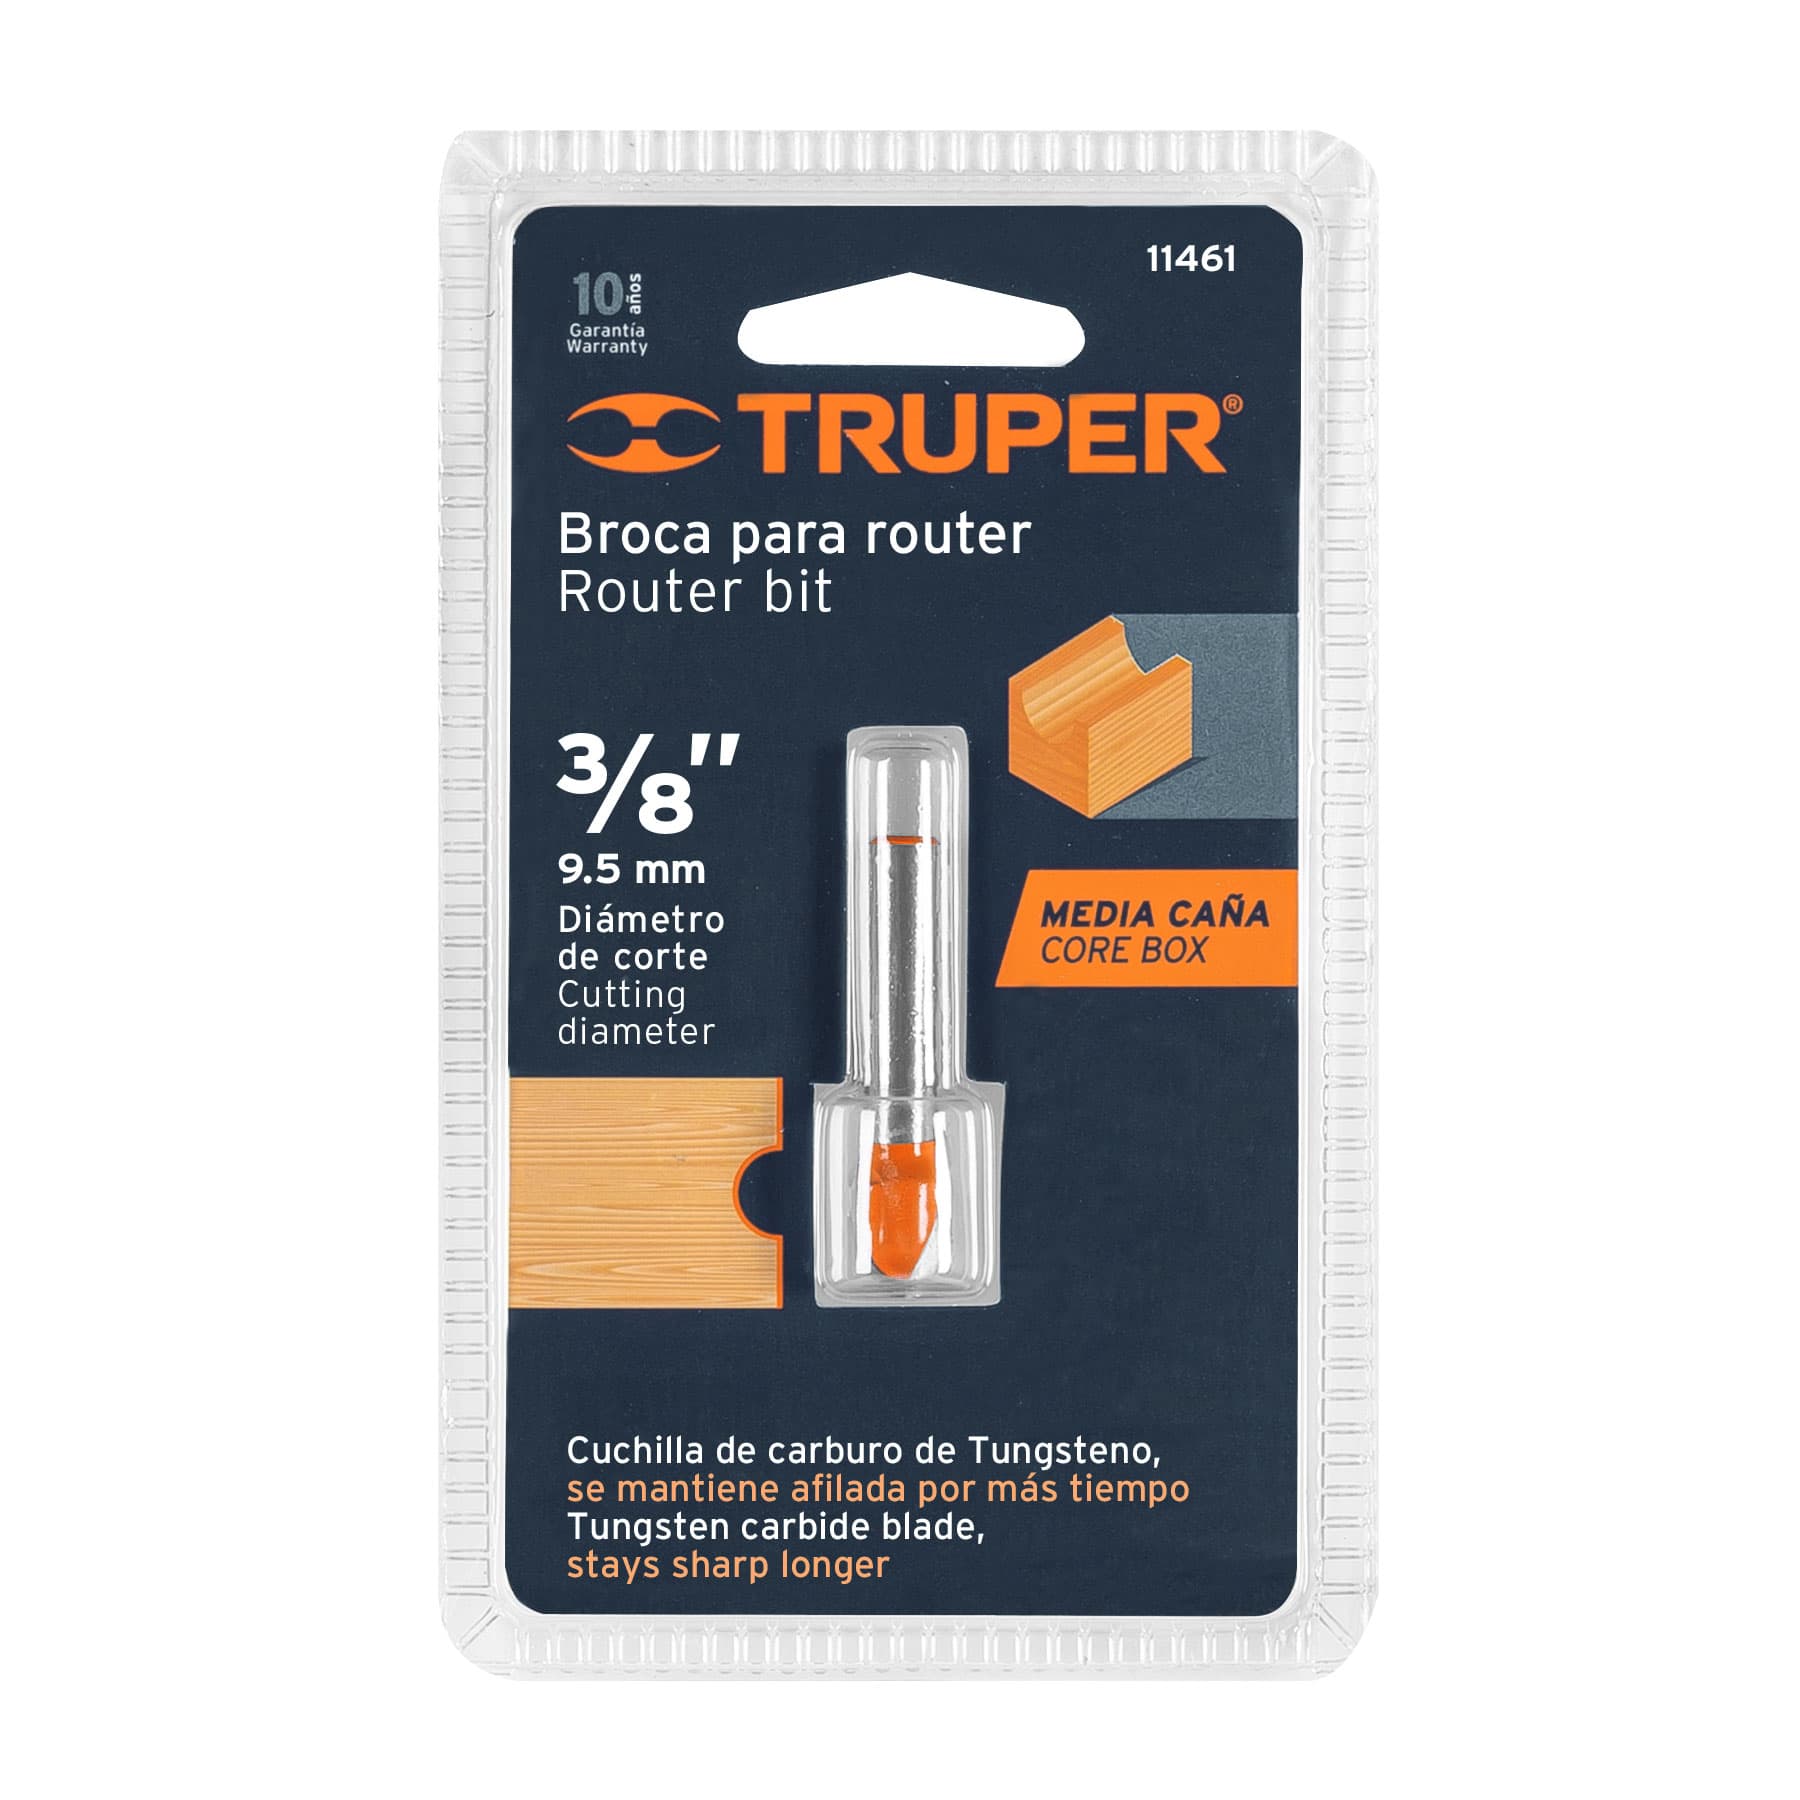 11461
10 años
Garantía
Warranty
TRUPER®
Broca para router
Router bit
3/8"
9.5 mm
Diámetro
de corte
Cutting
diameter
MEDIA CAÑA
CORE BOX
Cuchilla de carburo de Tungsteno,
se mantiene afilada por más tiempo
Tungsten carbide blade,
stays sharp longer